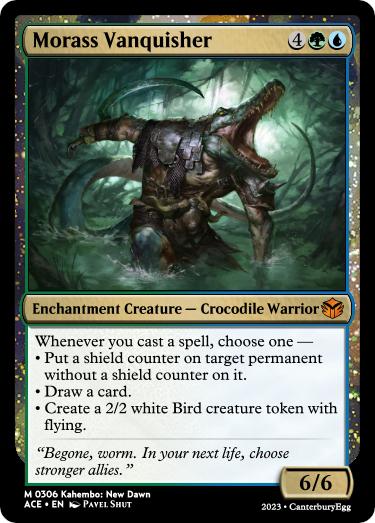 Morass Vanquisher 4
Enchantment Creature — Crocodile Warrior
Whenever you cast a spell, choose one —
• Put a shield counter on target permanent
without a shield counter on it.
• Draw a card.
• Create a 2/2 white Bird creature token with
flying.
“Begone, worm. In your next life, choose
stronger allies.”
6/6
M 0306 Kahembo: New Dawn
ACE • EN Pavel Shut
2023 • CanterburyEgg